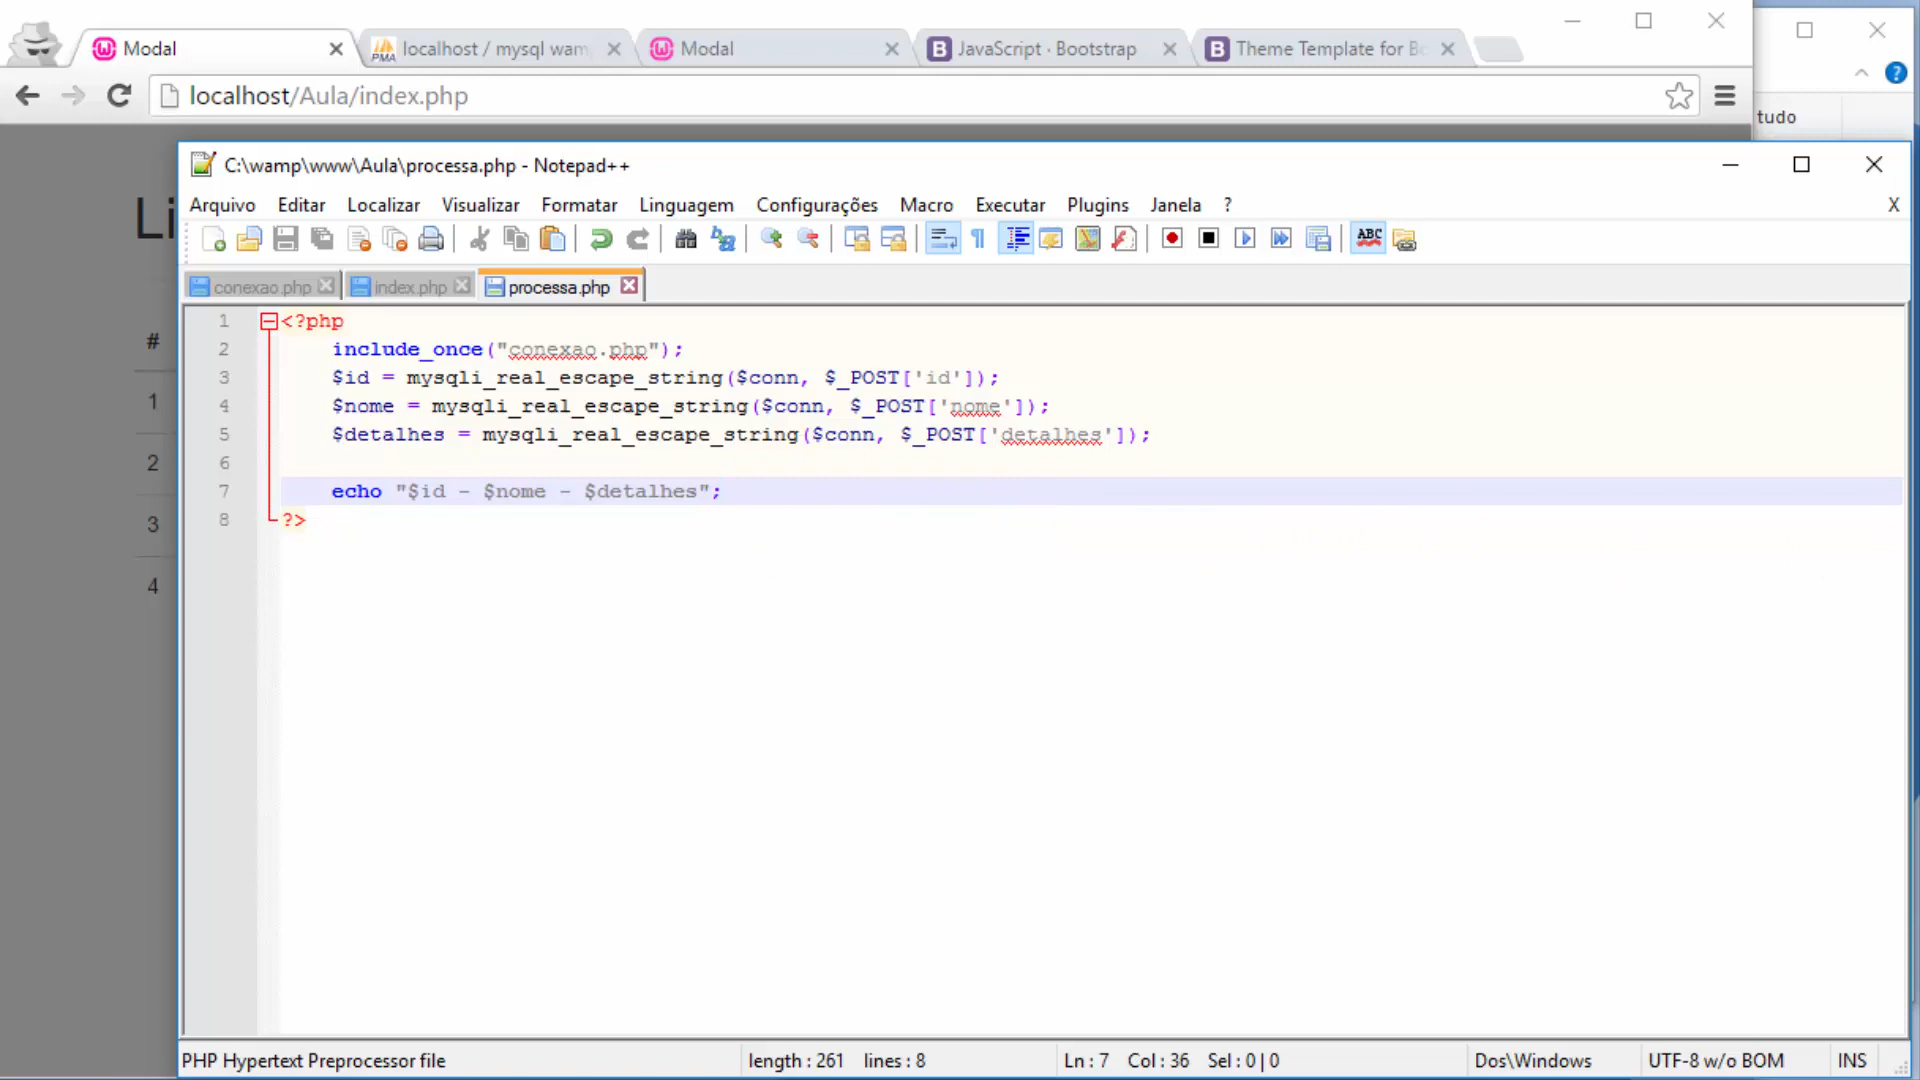 Modal
localhost / mysql wam
Modal
JavaScript · Bootstrap
Theme Template for Bo
localhost/Aula/index.php
tudo
C:\wamp\www\Aula\processa.php - Notepad++
Arquivo Editar Localizar Visualizar Formatar Linguagem Configurações Macro Executar Plugins Janela ? X
ABC
conexao.php index.php processa.php
Li
#
1
2
3
4
1 <?php
2 include_once("conexao.php");
3 $id = mysqli_real_escape_string($conn, $_POST['id']);
4 $nome = mysqli_real_escape_string($conn, $_POST['nome']);
5 $detalhes = mysqli_real_escape_string($conn, $_POST['detalhes']);
6
7 echo "$id - $nome - $detalhes";
8 ?>
PHP Hypertext Preprocessor file length : 261 lines : 8 Ln : 7 Col : 36 Sel : 0 | 0 Dos\Windows UTF-8 w/o BOM INS